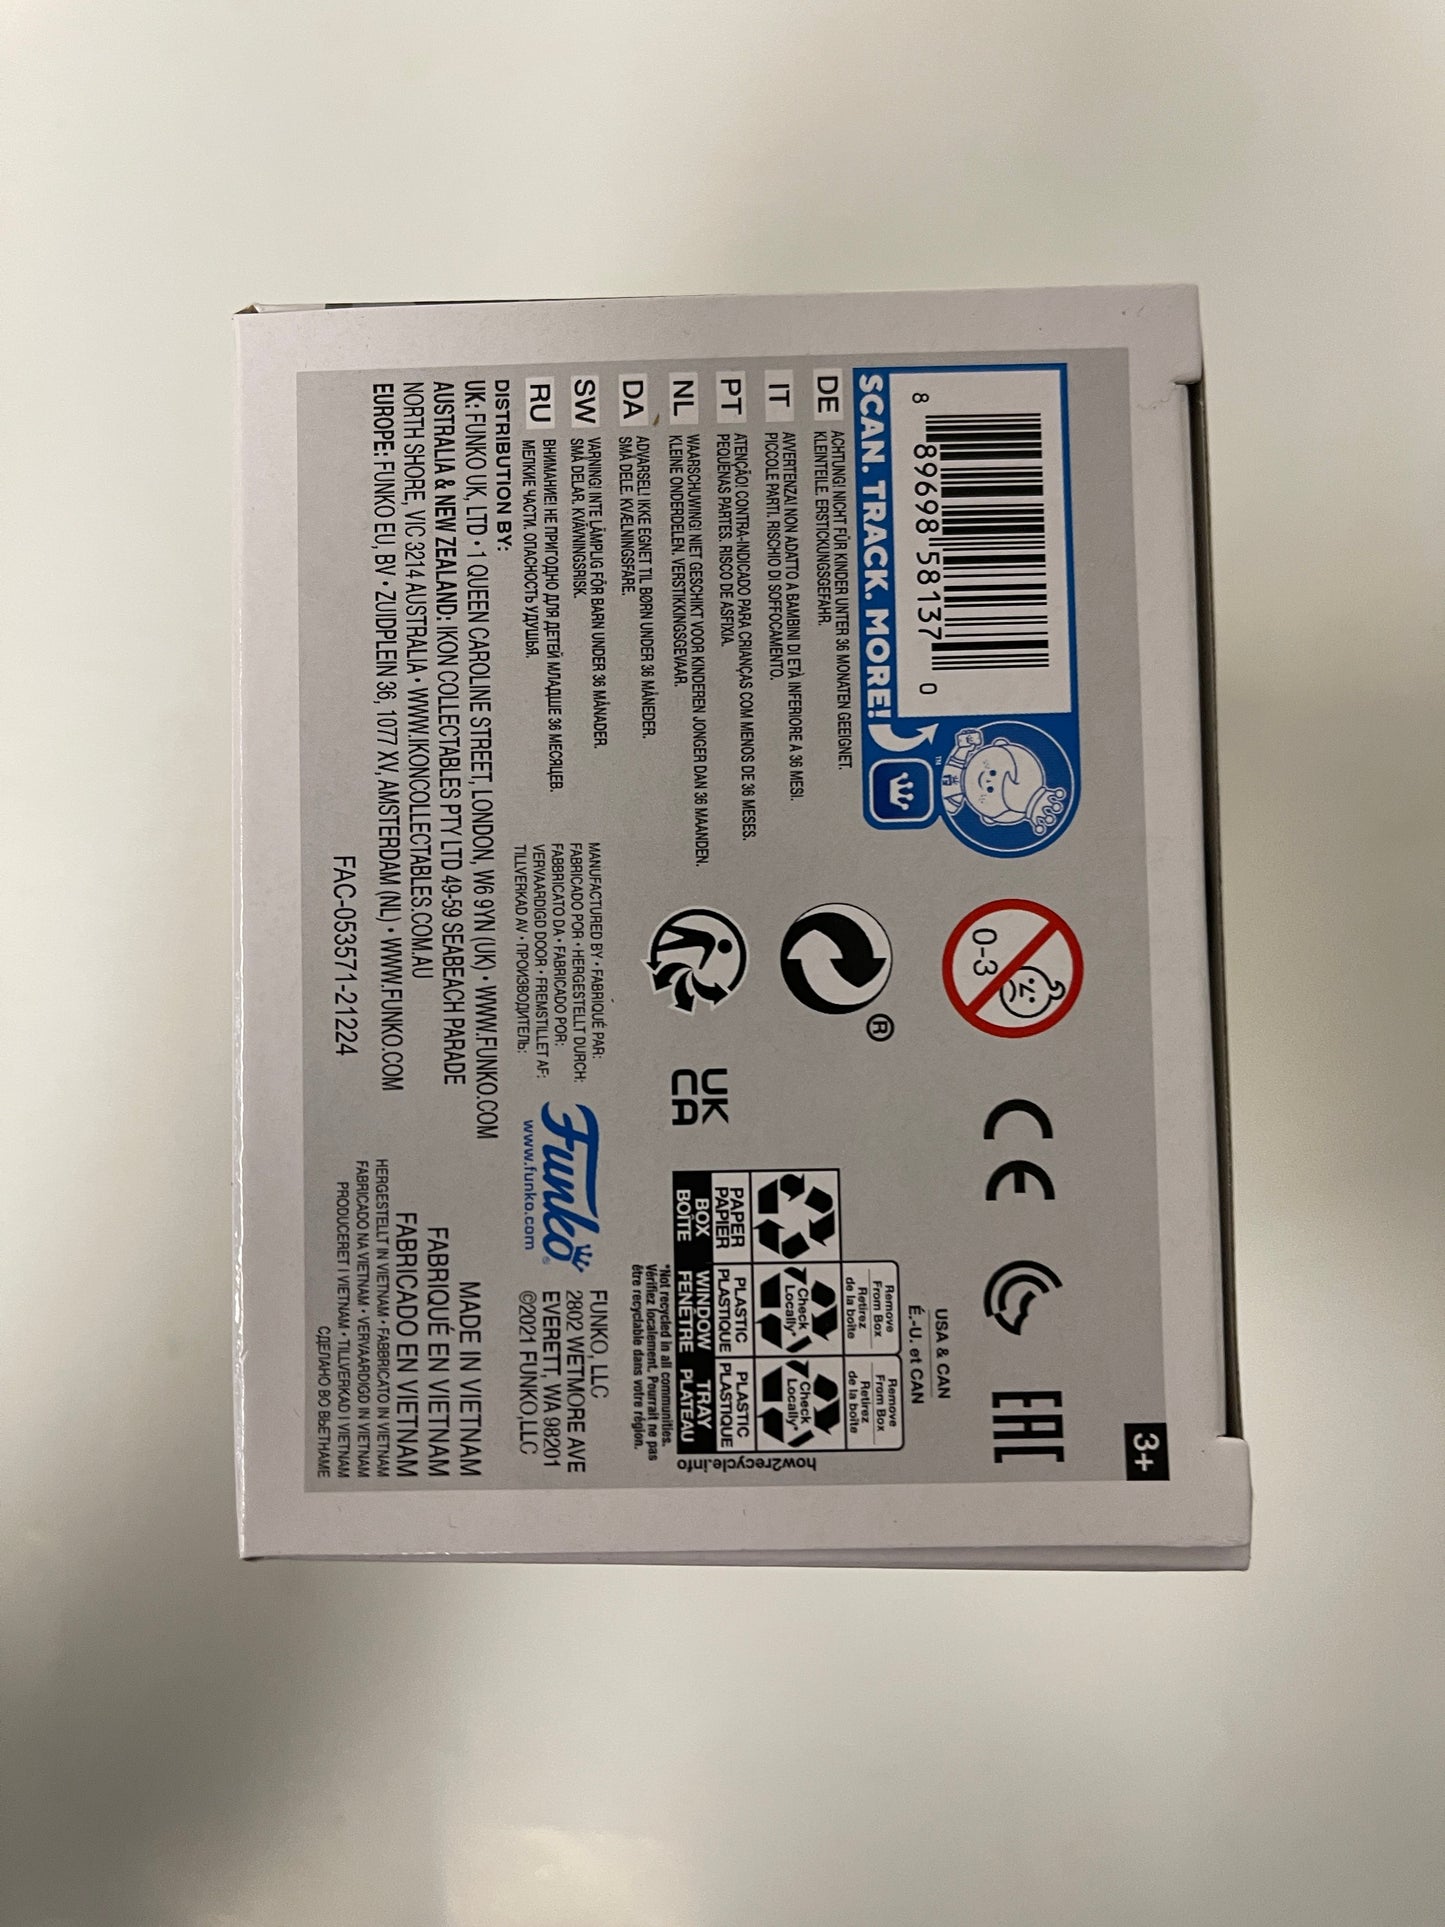 3+
8 89698 58137 0
SCAN. TRACK. MORE!
TM
0-3
CE
EAC
DE ACHTUNG! NICHT FÜR KINDER UNTER 36 MONATEN GEEIGNET.
KLEINTEILE. ERSTICKUNGSGEFAHR.
IT AVVERTENZA! NON ADATTO A BAMBINI DI ETÀ INFERIORE A 36 MESI.
PICCOLE PARTI. RISCHIO DI SOFFOCAMENTO.
PT ATENÇÃO! CONTRA-INDICADO PARA CRIANÇAS COM MENOS DE 36 MESES.
PEQUENAS PARTES. RISCO DE ASFIXIA.
NL WAARSCHUWING! NIET GESCHIKT VOOR KINDEREN JONGER DAN 36 MAANDEN.
KLEINE ONDERDELEN. VERSTIKKINGSGEVAAR.
DA ADVARSEL! IKKE EGNET TIL BØRN UNDER 36 MÅNEDER.
SMÅ DELE. KVÆLNINGSFARE.
SW VARNING! INTE LÄMPLIG FÖR BARN UNDER 36 MÅNADER.
SMÅ DELAR. KVÄVNINGSRISK.
RU ВНИМАНИЕ! НЕ ПРИГОДНО ДЛЯ ДЕТЕЙ МЛАДШЕ 36 МЕСЯЦЕВ.
МЕЛКИЕ ЧАСТИ. ОПАСНОСТЬ УДУШЬЯ.
®
UK
CA
USA & CAN
É.-U. et CAN
Remove From Box
Retirez de la boîte
Remove From Box
Retirez de la boîte
Check Locally*
Check Locally*
PAPER PAPIER
PLASTIC PLASTIQUE
PLASTIC PLASTIQUE
BOX BOÎTE
WINDOW FENÊTRE
TRAY PLATEAU
how2recycle.info
*Not recycled in all communities.
Vérifiez localement. Pourrait ne pas
être recyclable dans votre région.
MANUFACTURED BY • FABRIQUÉ PAR:
FABRICADO POR • HERGESTELLT DURCH:
FABBRICATO DA • FABRICADO POR:
VERVAARDIGD DOOR • FREMSTILLET AF:
TILLVERKAD AV • ПРОИЗВОДИТЕЛЬ:
Funko®
www.funko.com
FUNKO, LLC
2802 WETMORE AVE
EVERETT, WA 98201
©2021 FUNKO,LLC
DISTRIBUTION BY:
UK: FUNKO UK, LTD • 1 QUEEN CAROLINE STREET, LONDON, W6 9YN (UK) • WWW.FUNKO.COM
AUSTRALIA & NEW ZEALAND: IKON COLLECTABLES PTY LTD 49-59 SEABEACH PARADE
NORTH SHORE, VIC 3214 AUSTRALIA • WWW.IKONCOLLECTABLES.COM.AU
EUROPE: FUNKO EU, BV • ZUIDPLEIN 36, 1077 XV, AMSTERDAM (NL) • WWW.FUNKO.COM
FAC-053571-21224
MADE IN VIETNAM
FABRIQUÉ EN VIETNAM
FABRICADO EN VIETNAM
HERGESTELLT IN VIETNAM • FABBRICATO IN VIETNAM
FABRICADO NA VIETNAM • VERVAARDIGD IN VIETNAM
PRODUCERET I VIETNAM • TILLVERKAD I VIETNAM
СДЕЛАНО ВО ВЬЕТНАМЕ